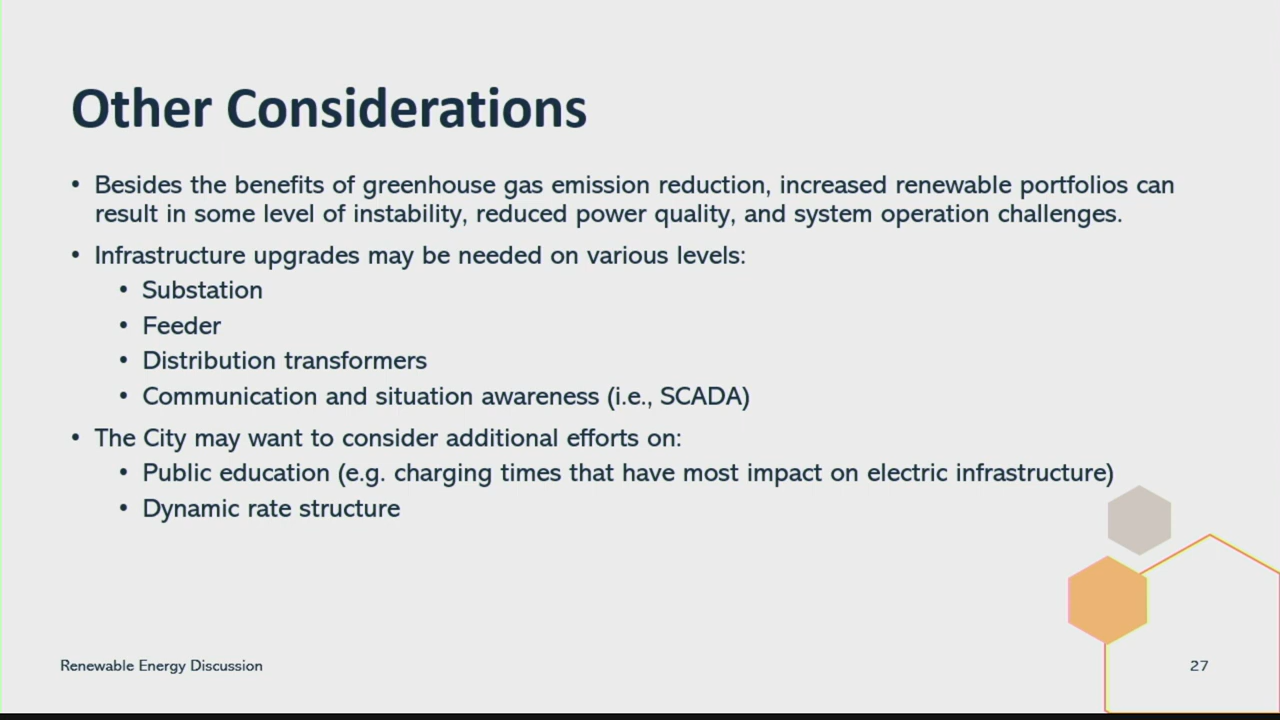 Other Considerations
• Besides the benefits of greenhouse gas emission reduction, increased renewable portfolios can
result in some level of instability, reduced power quality, and system operation challenges.
• Infrastructure upgrades may be needed on various levels:
• Substation
• Feeder
• Distribution transformers
• Communication and situation awareness (i.e., SCADA)
• The City may want to consider additional efforts on:
• Public education (e.g. charging times that have most impact on electric infrastructure)
• Dynamic rate structure
Renewable Energy Discussion
27